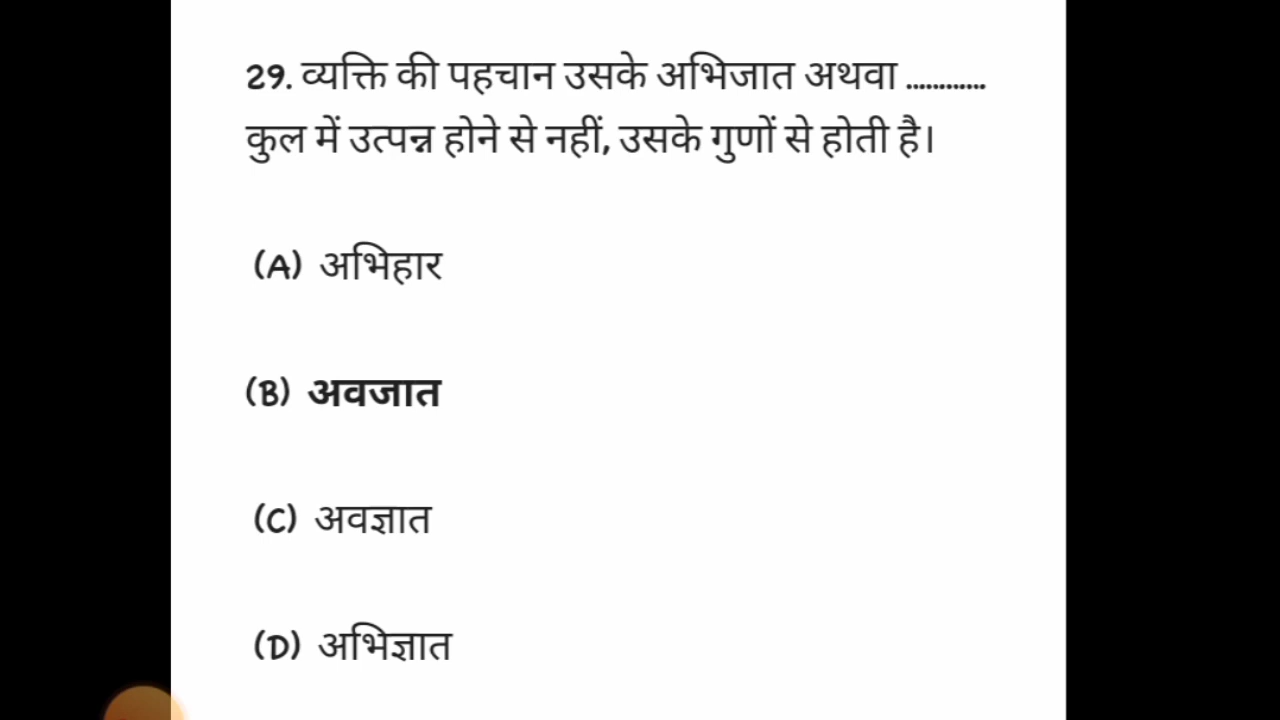 29. व्यक्ति की पहचान उसके अभिजात अथवा ............
कुल में उत्पन्न होने से नहीं, उसके गुणों से होती है।
(A) अभिहार
(B) अवजात
(C) अवज्ञात
(D) अभिज्ञात